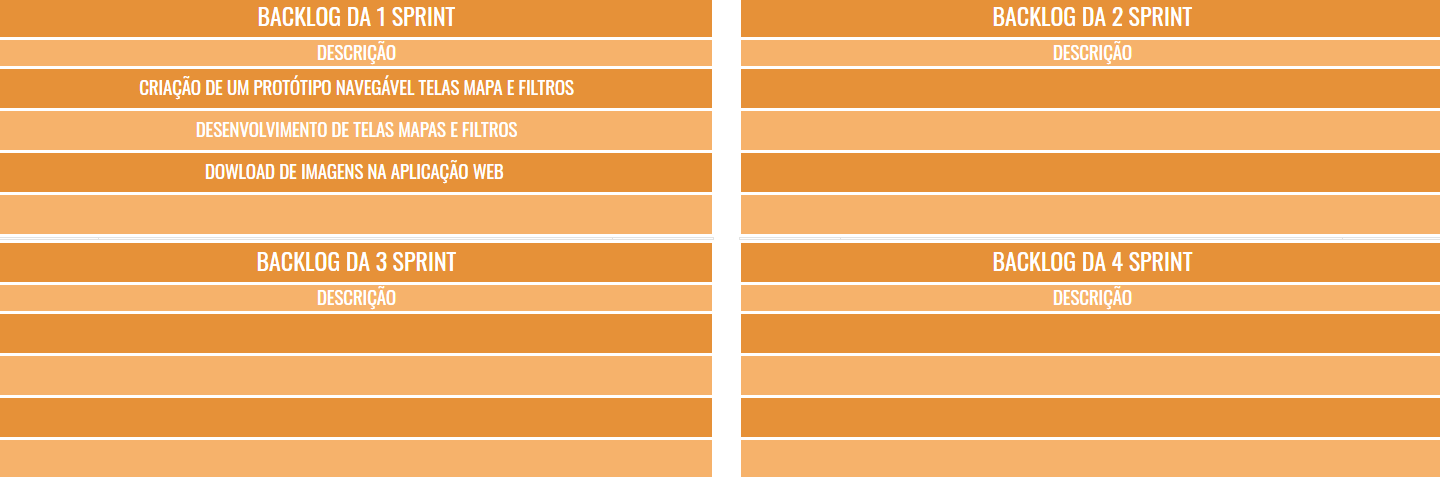 BACKLOG DA 1 SPRINT
DESCRIÇÃO
CRIAÇÃO DE UM PROTÓTIPO NAVEGÁVEL TELAS MAPA E FILTROS
DESENVOLVIMENTO DE TELAS MAPAS E FILTROS
DOWLOAD DE IMAGENS NA APLICAÇÃO WEB
BACKLOG DA 2 SPRINT
DESCRIÇÃO
BACKLOG DA 3 SPRINT
DESCRIÇÃO
BACKLOG DA 4 SPRINT
DESCRIÇÃO